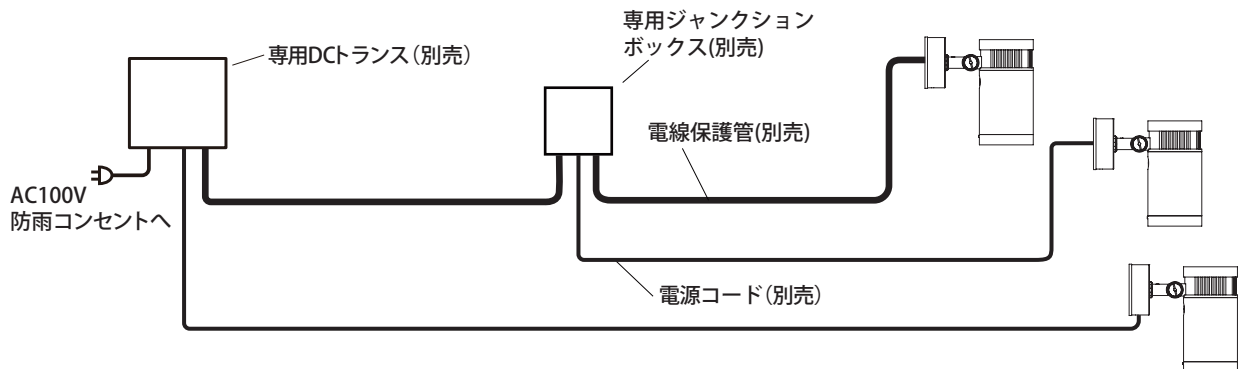 専用DCトランス（別売）
専用ジャンクション
ボックス(別売)
電線保護管(別売)
AC100V
防雨コンセントへ
電源コード（別売）